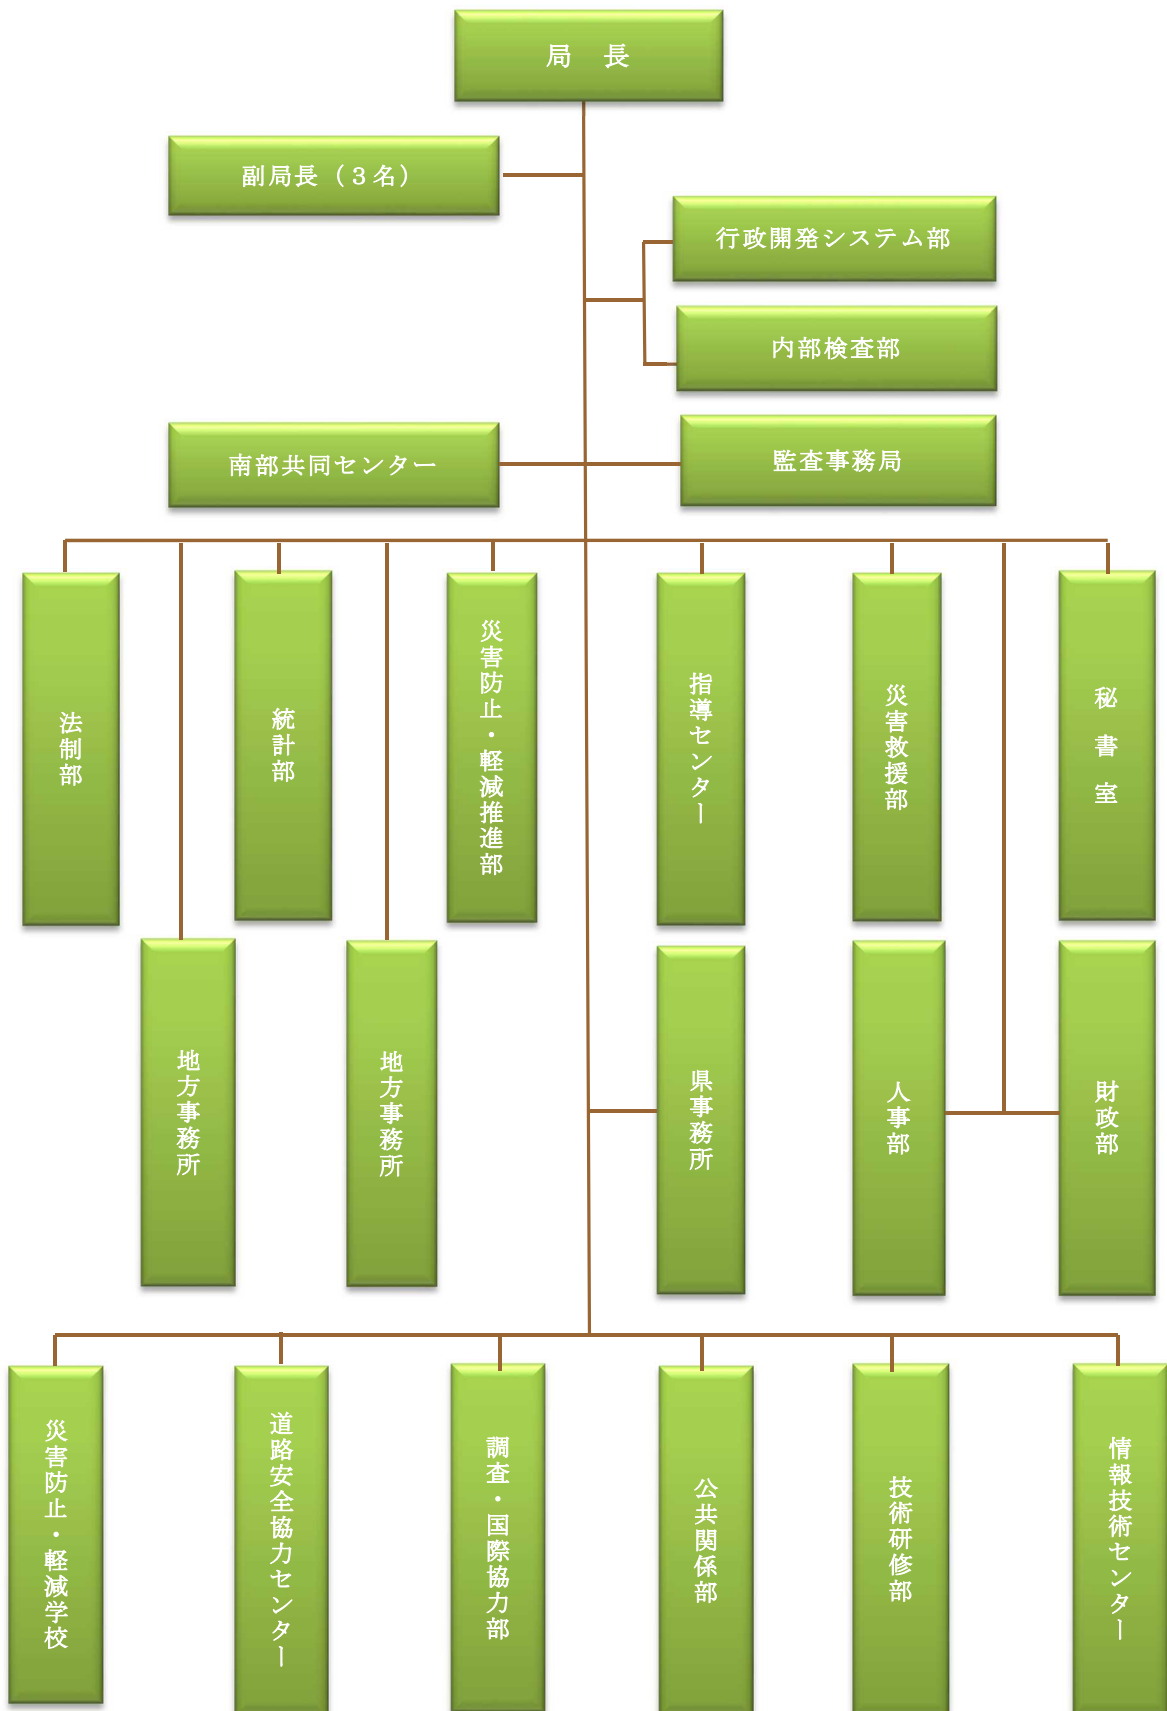 局　長
副局長（３名）
行政開発システム部
内部検査部
南部共同センター
監査事務局
法制部
統計部
災害防止・軽減推進部
指導センター
災害救援部
秘書室
地方事務所
地方事務所
県事務所
人事部
財政部
災害防止・軽減学校
道路安全協力センター
調査・国際協力部
公共関係部
技術研修部
情報技術センター